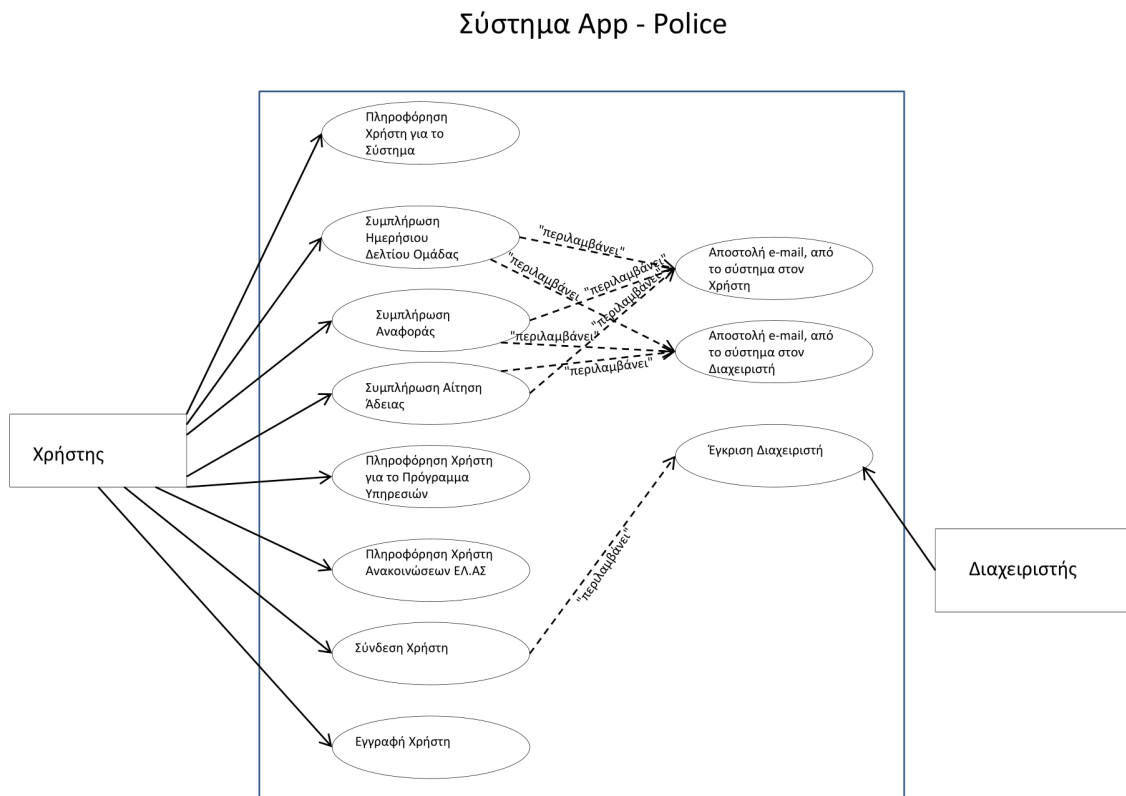 Σύστημα App - Police
Πληροφόρηση
Χρήστη για το
Σύστημα
Συμπλήρωση
Ημερήσιου
Δελτίου Ομάδας
"περιλαμβάνει"
"περιλαμβάνει
"περιλαμβάνει"
"περιλαμβάνει"
Αποστολή e-mail, από
το σύστημα στον
Χρήστη
Συμπλήρωση
Αναφοράς
"περιλαμβάνει"
Αποστολή e-mail, από
το σύστημα στον
Διαχειριστή
Συμπλήρωση Αίτηση
Άδειας
"περιλαμβάνει"
Χρήστης
Πληροφόρηση Χρήστη
για το Πρόγραμμα
Υπηρεσιών
Έγκριση Διαχειριστή
Πληροφόρηση Χρήστη
Ανακοινώσεων ΕΛ.ΑΣ
"περιλαμβάνει"
Διαχειριστής
Σύνδεση Χρήστη
Εγγραφή Χρήστη